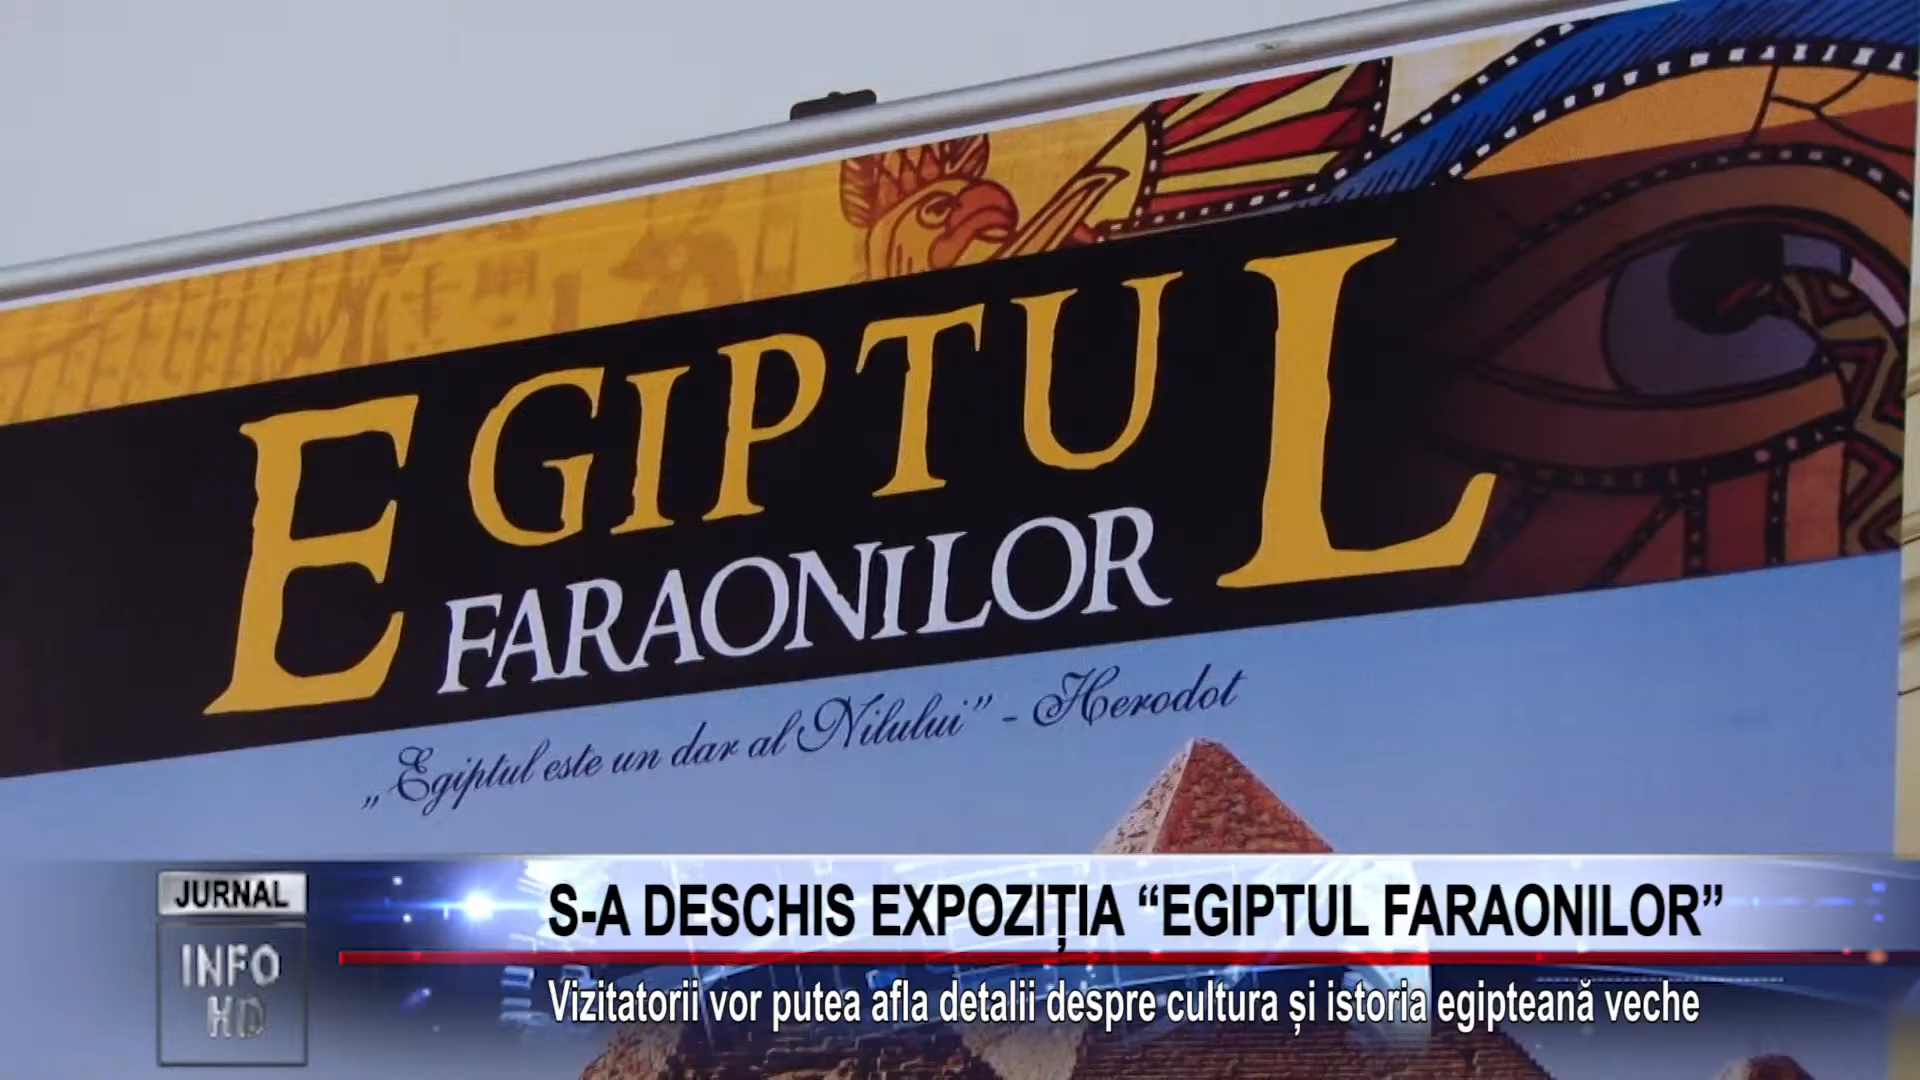 EGIPTUL
FARAONILOR
„Egiptul este un dar al Nilului” - Herodot
JURNAL
INFO
HD
S-A DESCHIS EXPOZIȚIA “EGIPTUL FARAONILOR”
Vizitatorii vor putea afla detalii despre cultura și istoria egipteană veche